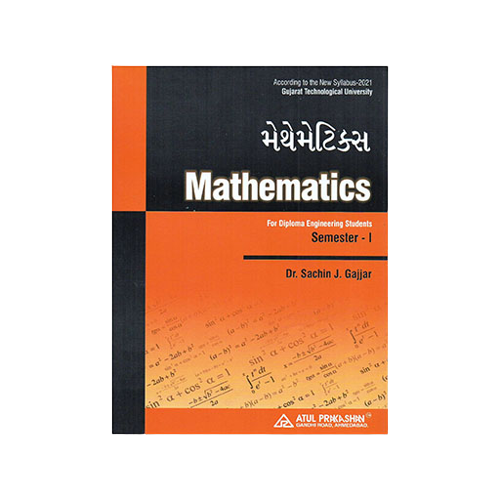 According to the New Syllabus-2021
Gujarat Technological University
મેથેમેટિક્સ
Mathematics
For Diploma Engineering Students
Semester - I
Dr. Sachin J. Gajjar
ATUL PRAKASHAN
GANDHI ROAD, AHMEDABAD.